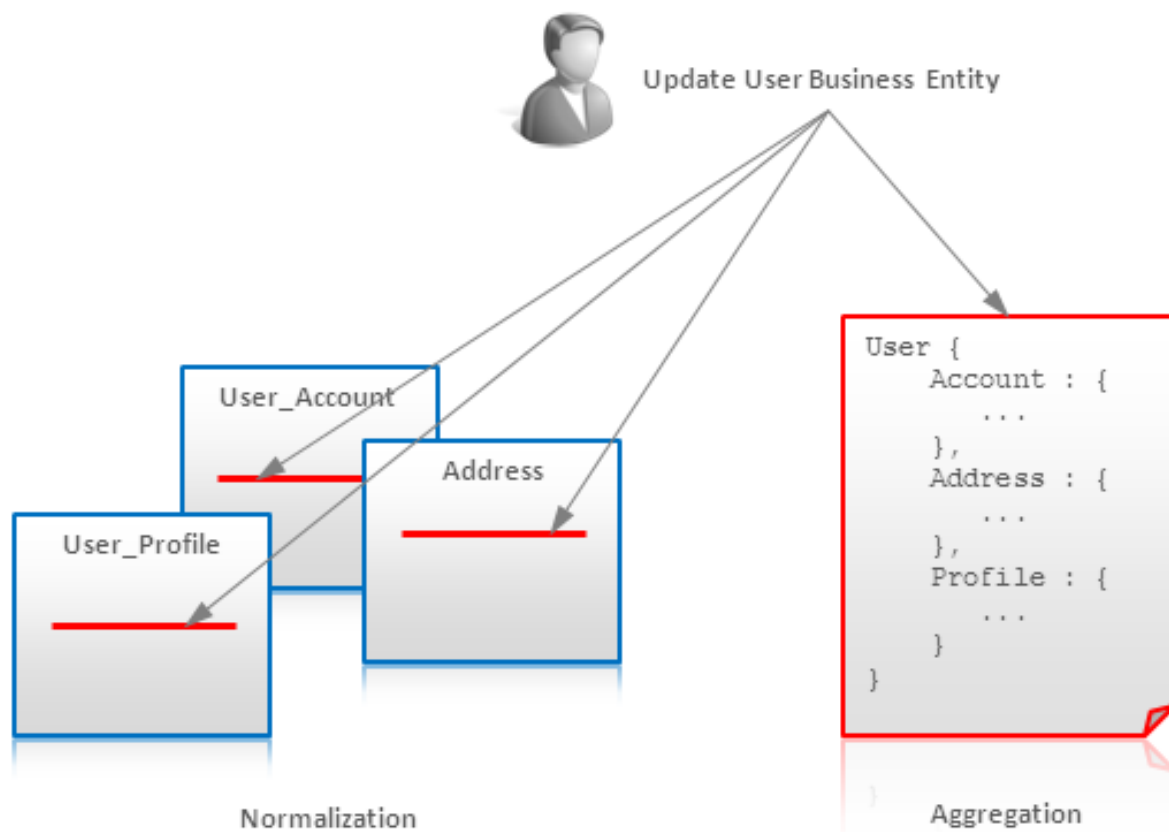 Update User Business Entity
User_Account
Address
User_Profile
User {
    Account : {
       ...
    },
    Address : {
       ...
    },
    Profile : {
       ...
    }
}
}
Normalization
Aggregation